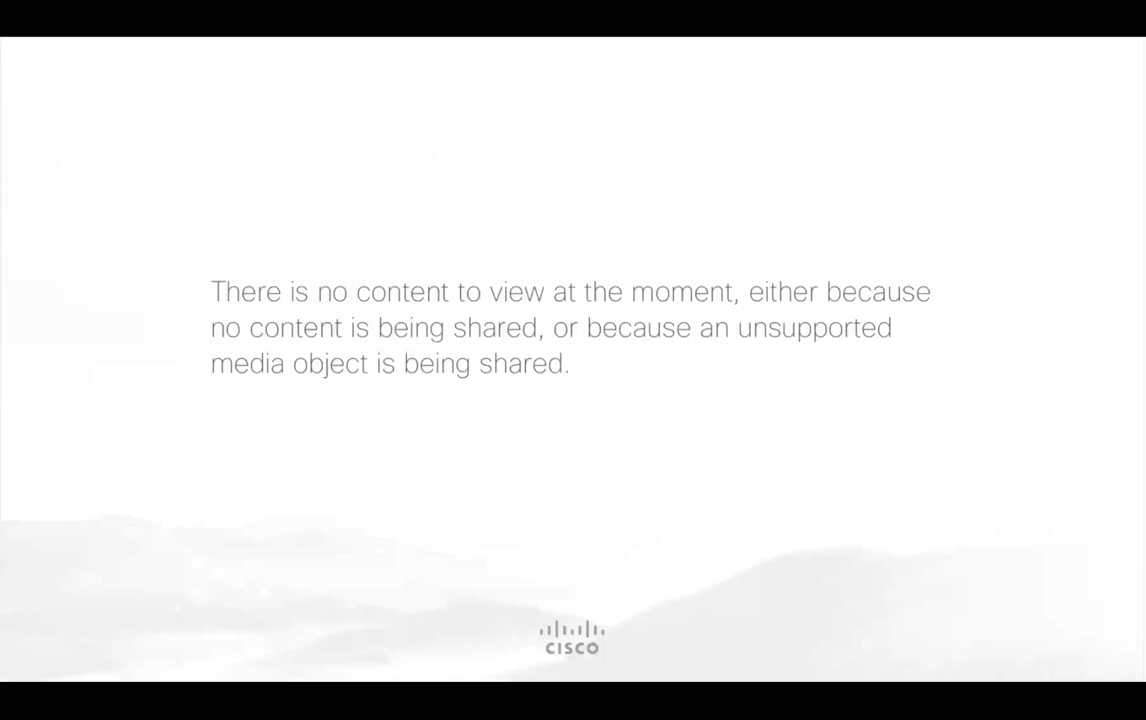 There is no content to view at the moment, either because
no content is being shared, or because an unsupported
media object is being shared.
CISCO